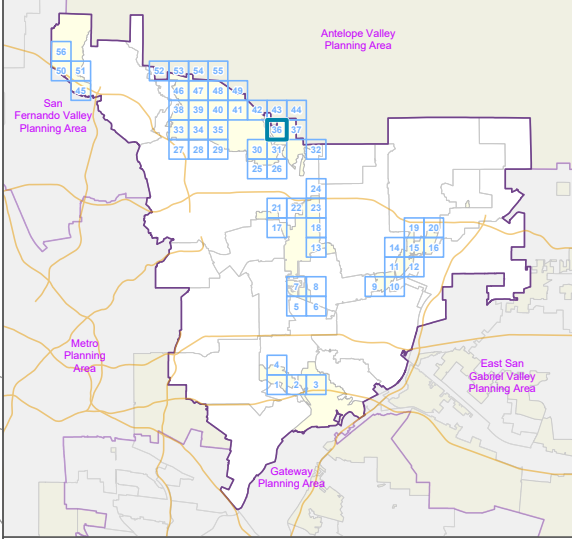 Antelope Valley
Planning Area
56
50 51
45
52 53 54 55
46 47 48 49
38 39 40 41 42 43 44
33 34 35 36 37
27 28 29 30 31 32
25 26
San
Fernando Valley
Planning Area
24
21 22 23
17 18
13
19 20
14 15 16
11 12
9 10
7 8
5 6
Metro
Planning
Area
4
1 2 3
East San
Gabriel Valley
Planning Area
Gateway
Planning Area